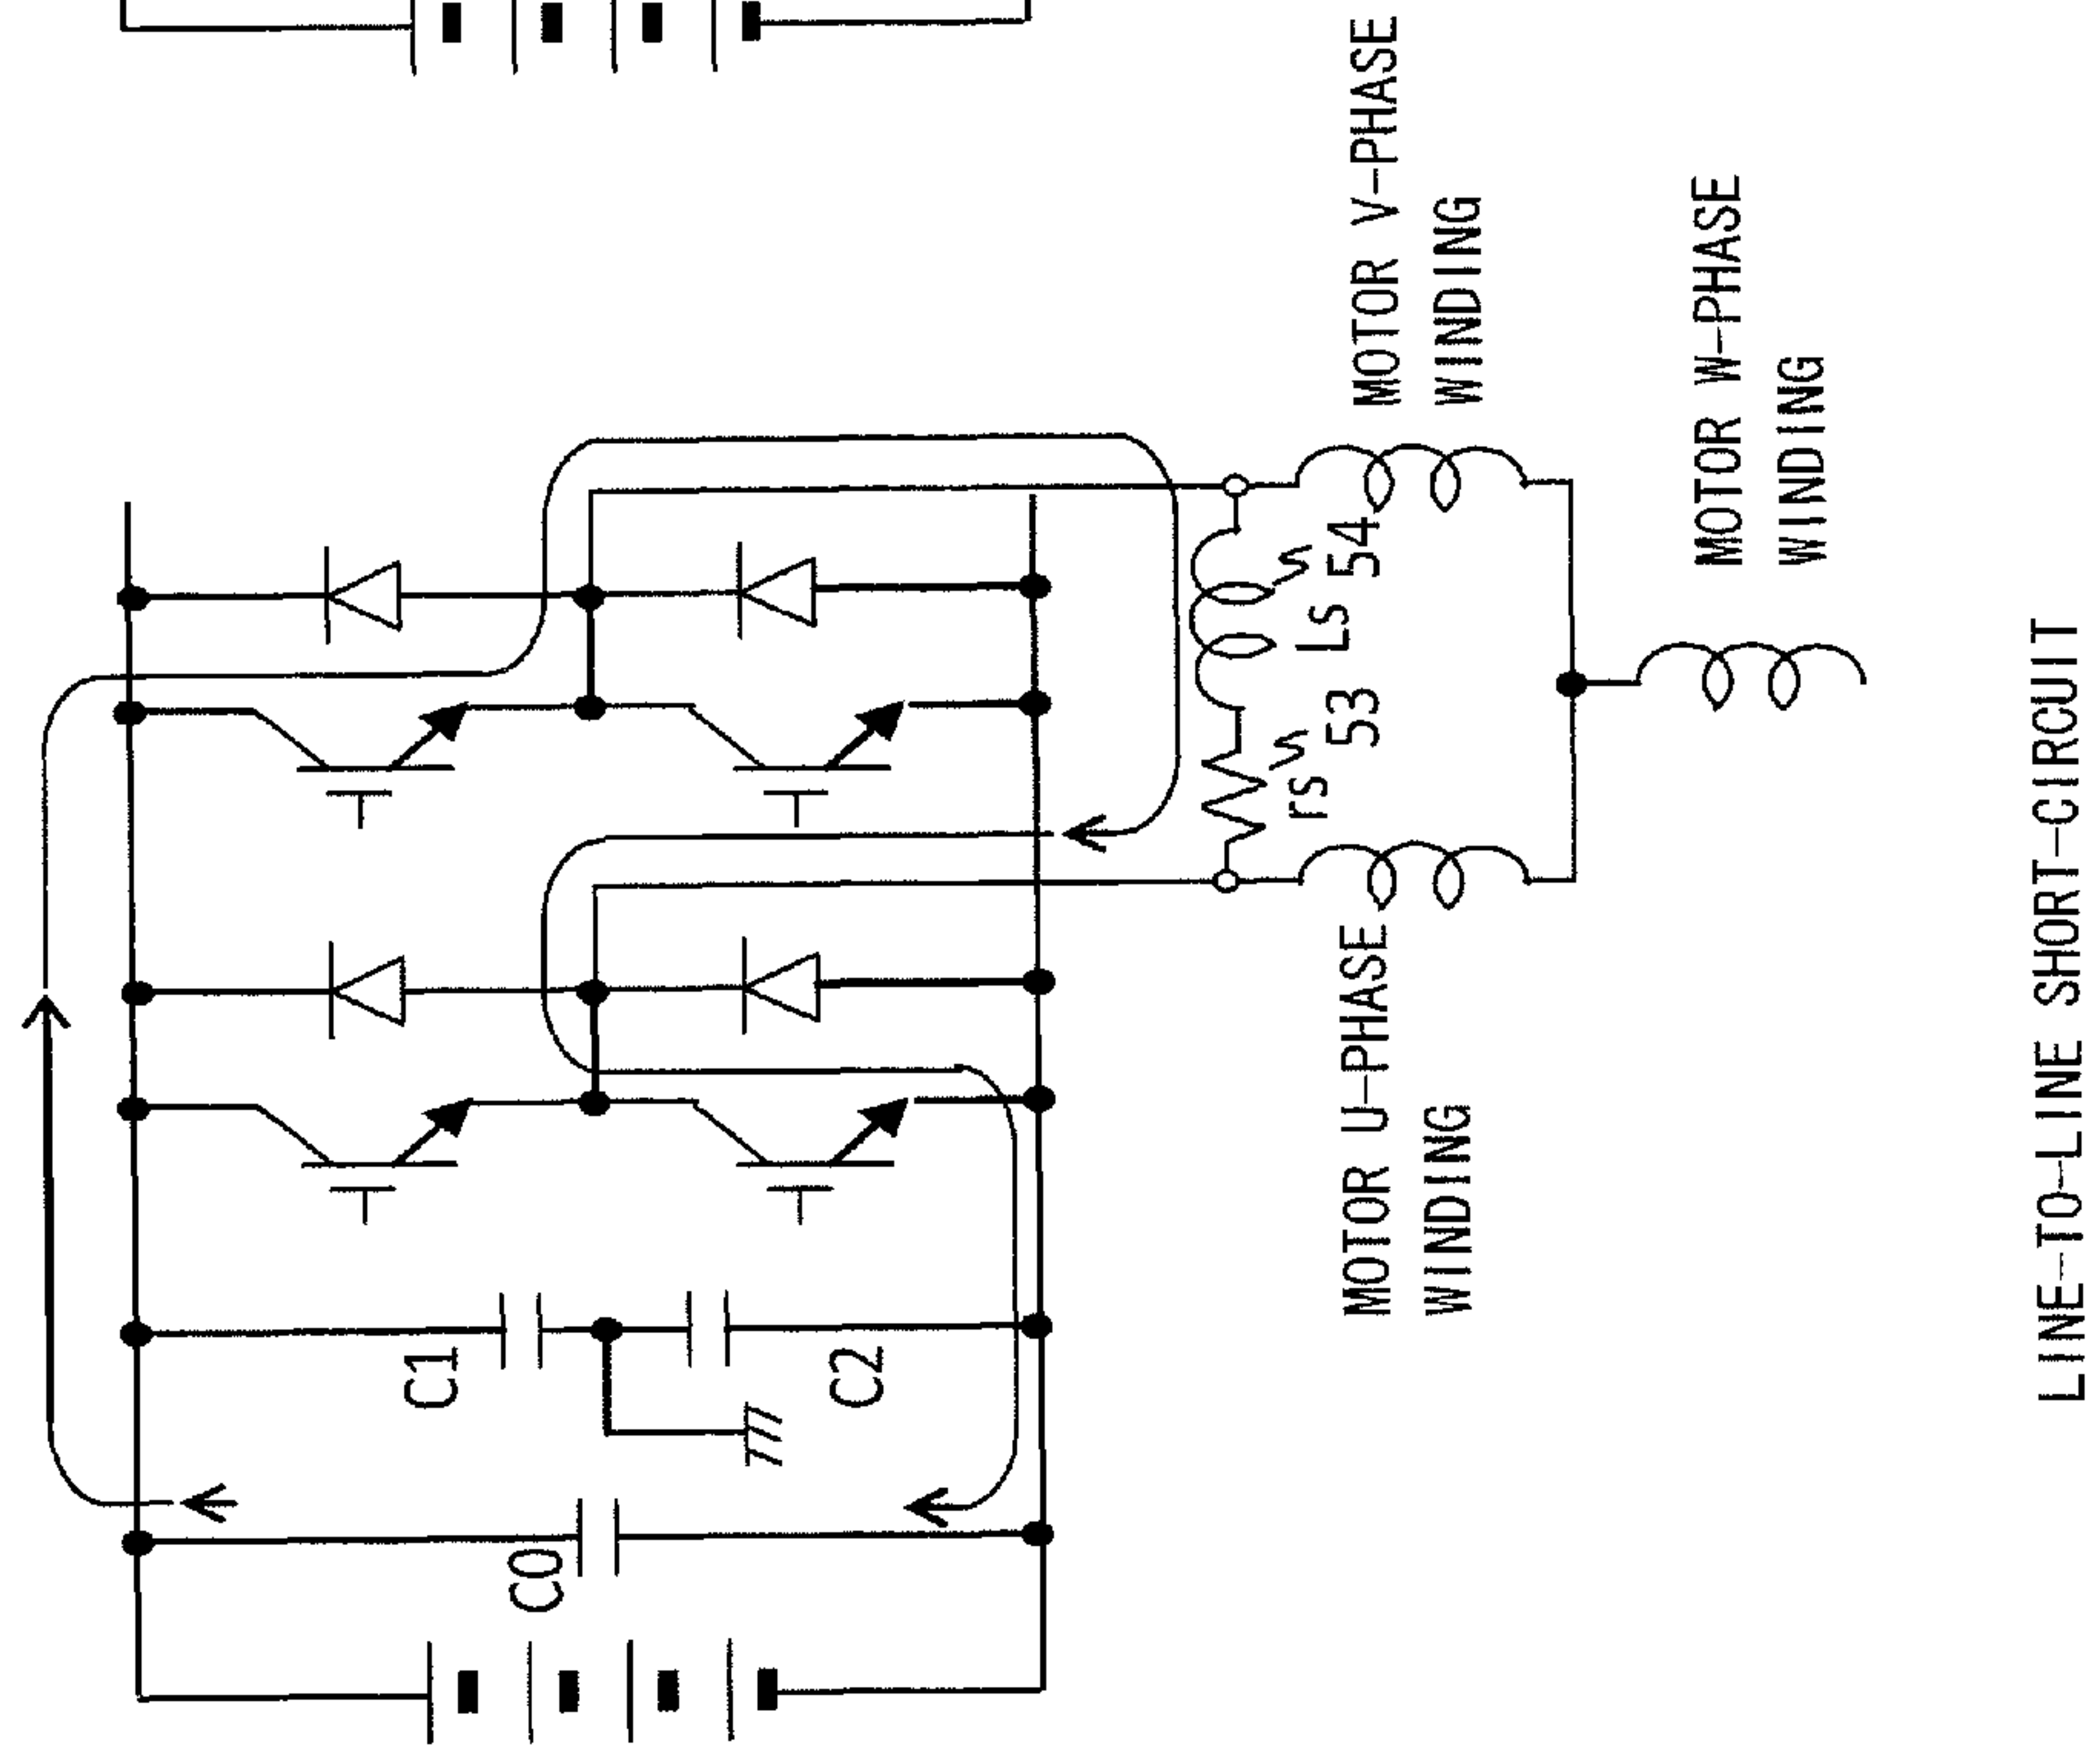 C0
C1
C2
MOTOR U-PHASE
WINDING
rs
53
Ls
54
MOTOR V-PHASE
WINDING
MOTOR W-PHASE
WINDING
LINE-TO-LINE SHORT-CIRCUIT